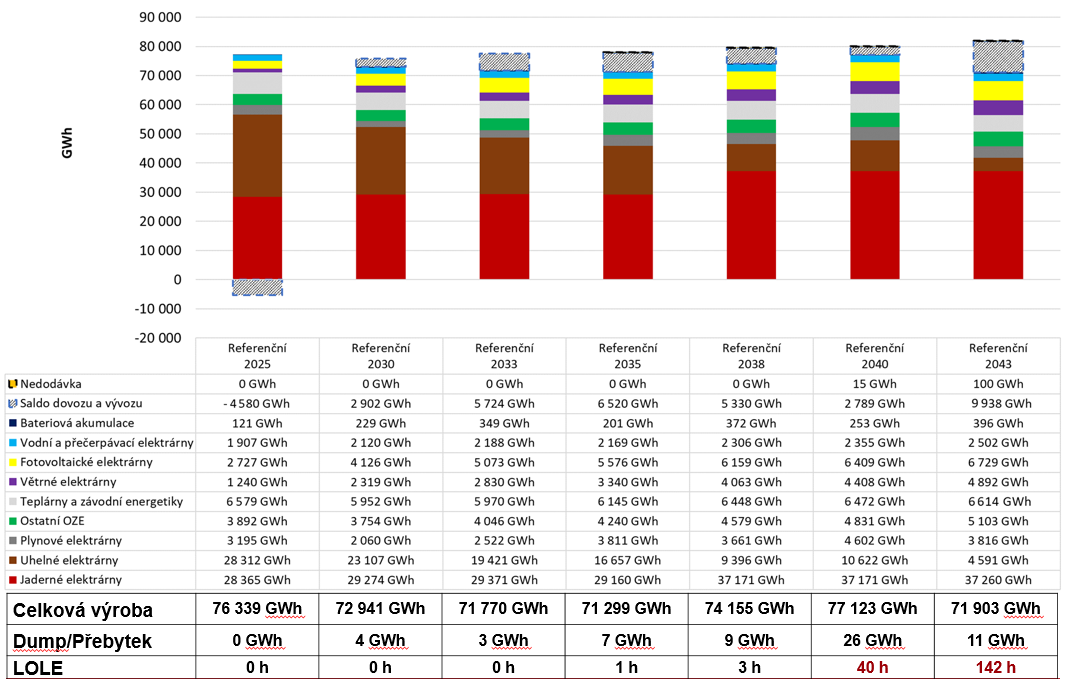 90 000
80 000
70 000
60 000
50 000
40 000
30 000
20 000
10 000
0
-10 000
-20 000
GWh
Referenční 2025 Referenční 2030 Referenční 2033 Referenční 2035 Referenční 2038 Referenční 2040 Referenční 2043
Nedodávka 0 GWh 0 GWh 0 GWh 0 GWh 0 GWh 15 GWh 100 GWh
Saldo dovozu a vývozu - 4 580 GWh 2 902 GWh 5 724 GWh 6 520 GWh 5 330 GWh 2 789 GWh 9 938 GWh
Bateriová akumulace 121 GWh 229 GWh 349 GWh 201 GWh 372 GWh 253 GWh 396 GWh
Vodní a přečerpávací elektrárny 1 907 GWh 2 120 GWh 2 188 GWh 2 169 GWh 2 306 GWh 2 355 GWh 2 502 GWh
Fotovoltaické elektrárny 2 727 GWh 4 126 GWh 5 073 GWh 5 576 GWh 6 159 GWh 6 409 GWh 6 729 GWh
Větrné elektrárny 1 240 GWh 2 319 GWh 2 830 GWh 3 340 GWh 4 063 GWh 4 408 GWh 4 892 GWh
Teplárny a závodní energetiky 6 579 GWh 5 952 GWh 5 970 GWh 6 145 GWh 6 448 GWh 6 472 GWh 6 614 GWh
Ostatní OZE 3 892 GWh 3 754 GWh 4 046 GWh 4 240 GWh 4 579 GWh 4 831 GWh 5 103 GWh
Plynové elektrárny 3 195 GWh 2 060 GWh 2 522 GWh 3 811 GWh 3 661 GWh 4 602 GWh 3 816 GWh
Uhelné elektrárny 28 312 GWh 23 107 GWh 19 421 GWh 16 657 GWh 9 396 GWh 10 622 GWh 4 591 GWh
Jaderné elektrárny 28 365 GWh 29 274 GWh 29 371 GWh 29 160 GWh 37 171 GWh 37 171 GWh 37 260 GWh
Celková výroba 76 339 GWh 72 941 GWh 71 770 GWh 71 299 GWh 74 155 GWh 77 123 GWh 71 903 GWh
Dump/Přebytek 0 GWh 4 GWh 3 GWh 7 GWh 9 GWh 26 GWh 11 GWh
LOLE 0 h 0 h 0 h 1 h 3 h 40 h 142 h